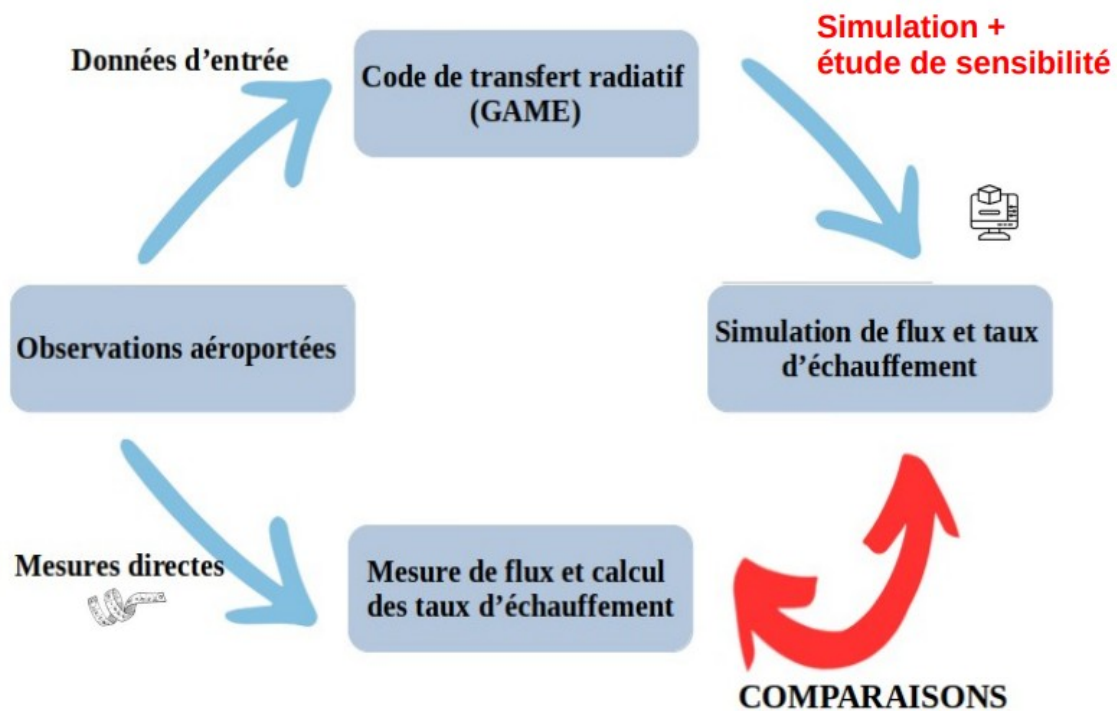 Simulation +
étude de sensibilité
Données d'entrée
Code de transfert radiatif
(GAME)
Observations aéroportées
Simulation de flux et taux
d'échauffement
Mesures directes
Mesure de flux et calcul
des taux d'échauffement
COMPARAISONS